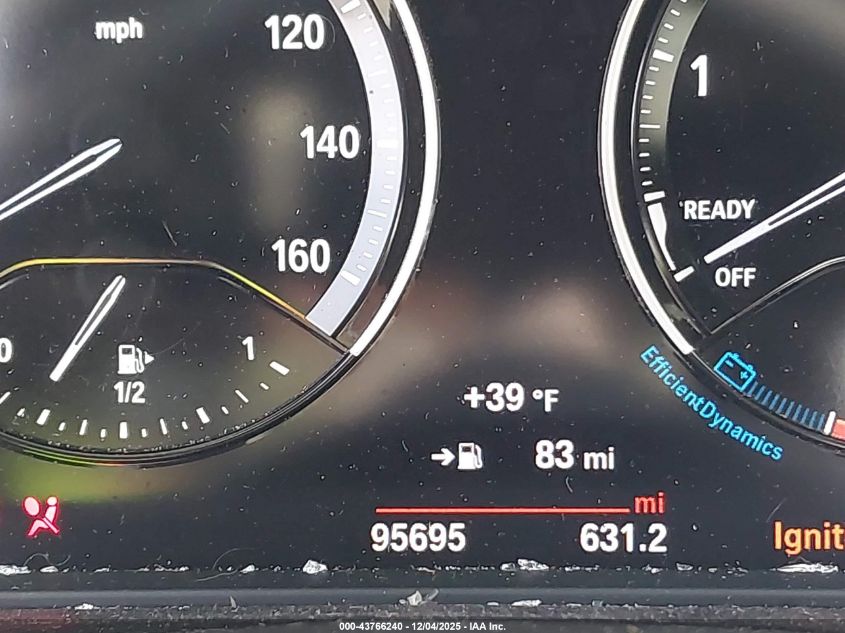 mph
120
140
160
0
1
1/2
1
READY
OFF
EfficientDynamics
+39 °F
83 mi
mi
95695 631.2
Ignit
000-43766240 - 12/04/2025 - IAA Inc.